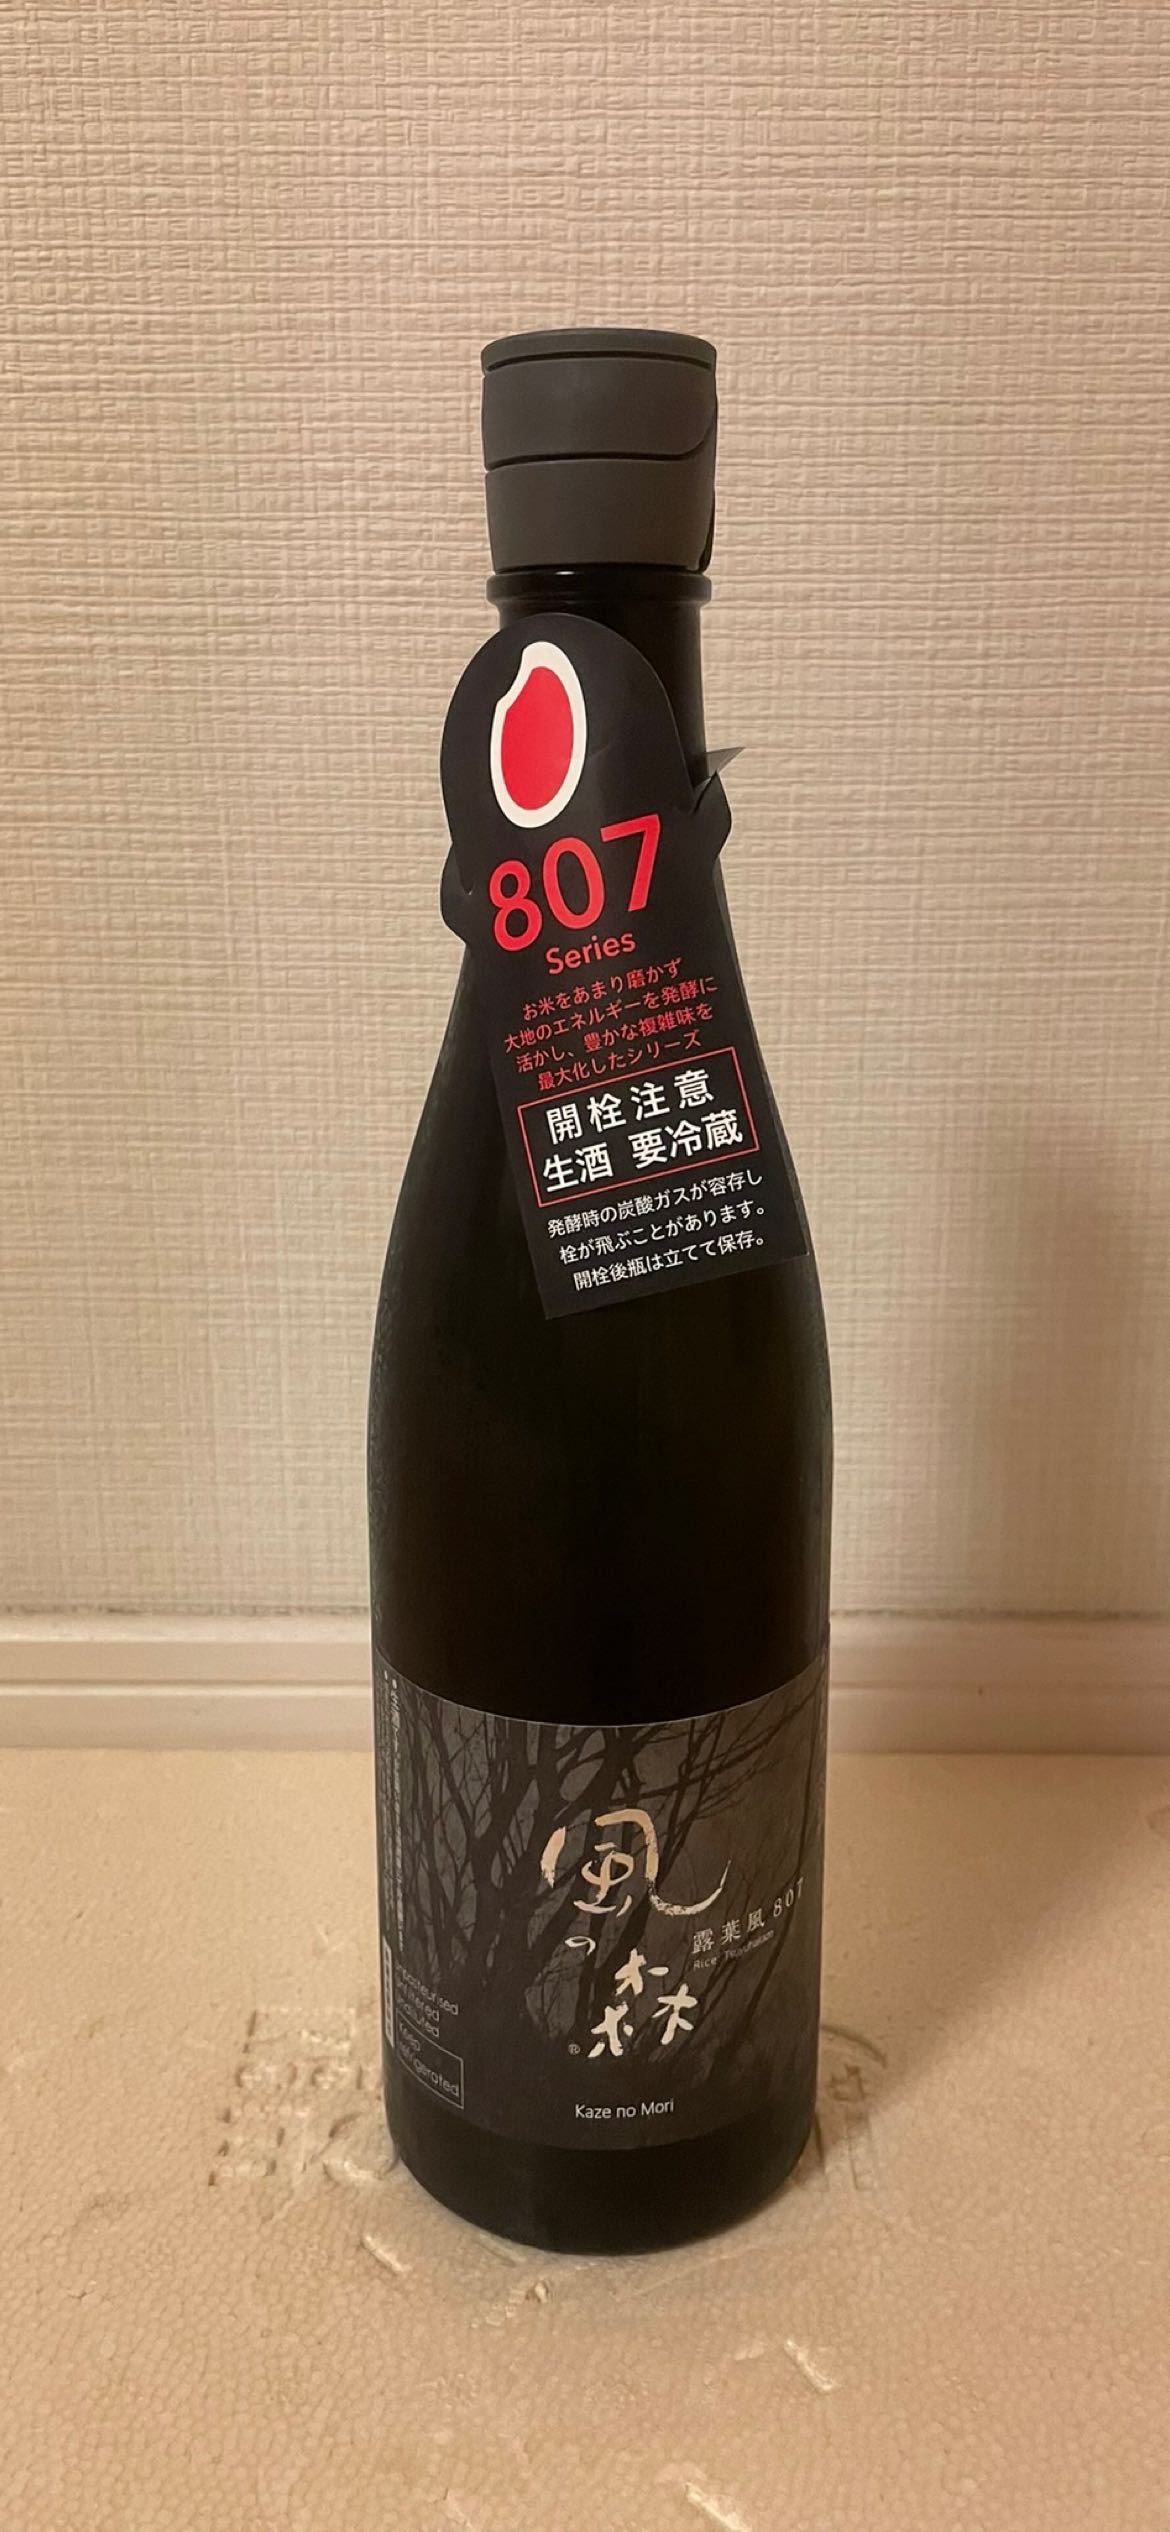 807
Series
お米をあまり磨かず
大地のエネルギーを発酵に
活かし、豊かな複雑味を
最大化したシリーズ
開栓注意
生酒 要冷蔵
発酵時の炭酸ガスが容存し
栓が飛ぶことがあります。
開栓後瓶は立てて保存。
風の森
®
露葉風 807
Rice
Keep
refrigerated
Kaze no Mori